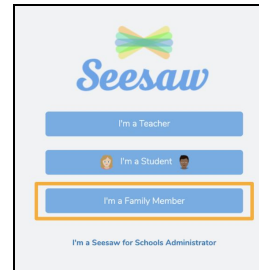 Seesaw
I'm a Teacher
I'm a Student
I'm a Family Member
I'm a Seesaw for Schools Administrator